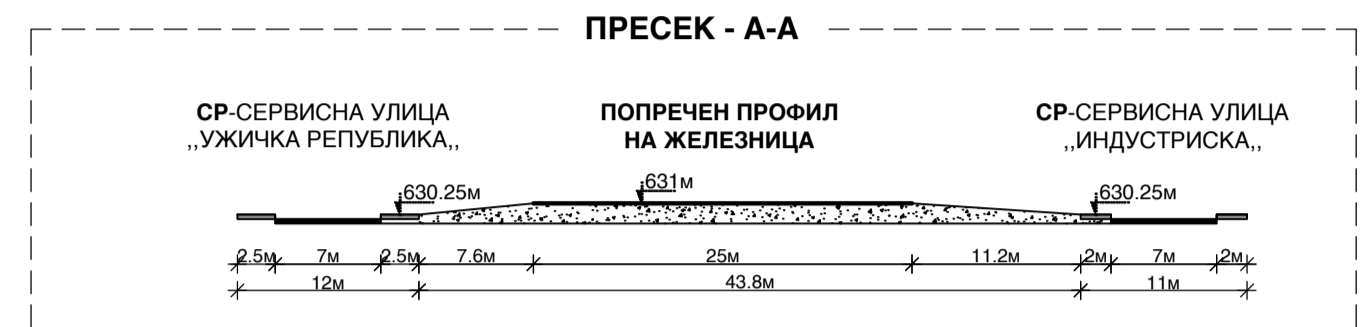 ПРЕСЕК - А-А
СР-СЕРВИСНА УЛИЦА
,,УЖИЧКА РЕПУБЛИКА,,
ПОПРЕЧЕН ПРОФИЛ
НА ЖЕЛЕЗНИЦА
СР-СЕРВИСНА УЛИЦА
,,ИНДУСТРИСКА,,
630.25м
631м
630.25м
2.5м 7м 2.5м 7.6м 25м 11.2м 2м 7м 2м
12м 43.8м 11м